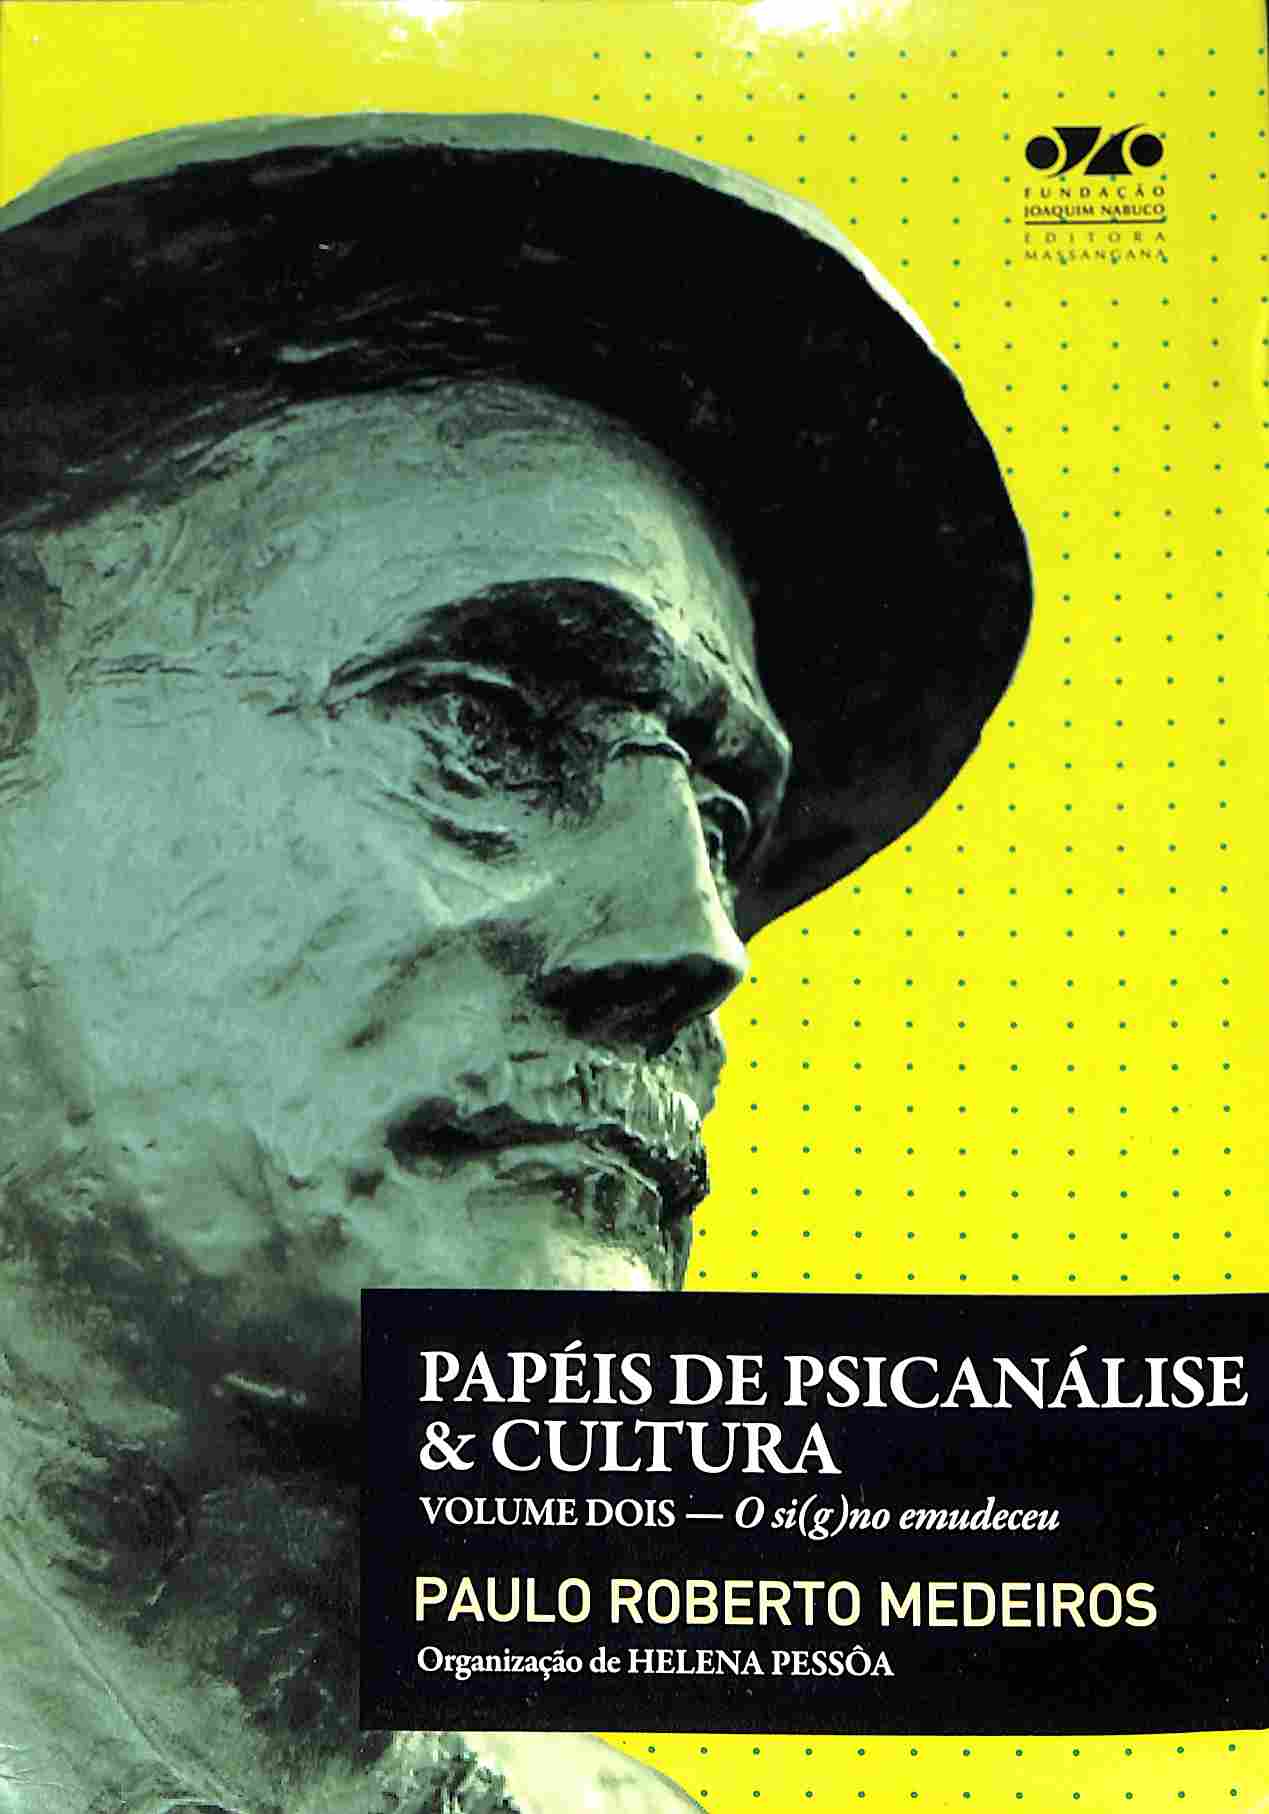 FUNDAÇÃO
JOAQUIM NABUCO
EDITORA
MASSANGANA
PAPÉIS DE PSICANÁLISE
& CULTURA
VOLUME DOIS — O si(g)no emudeceu
PAULO ROBERTO MEDEIROS
Organização de HELENA PESSÔA